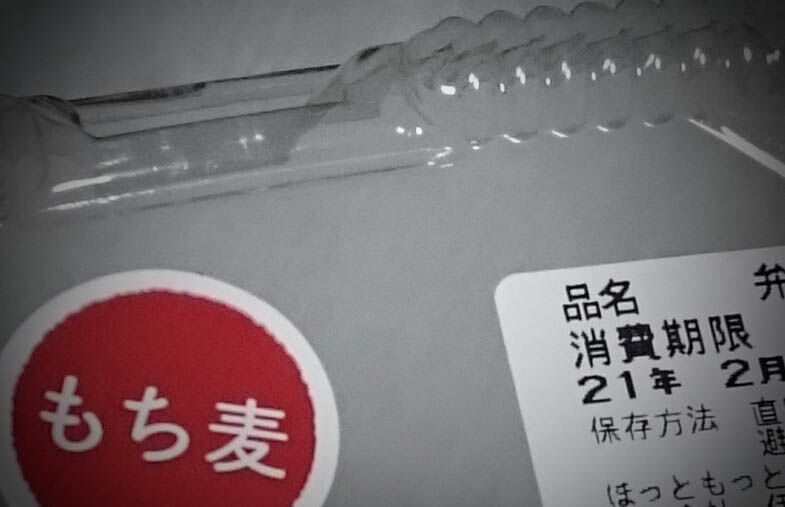 もち麦
品名 弁
消費期限
21年 2月
保存方法 直
避
ほっともっと